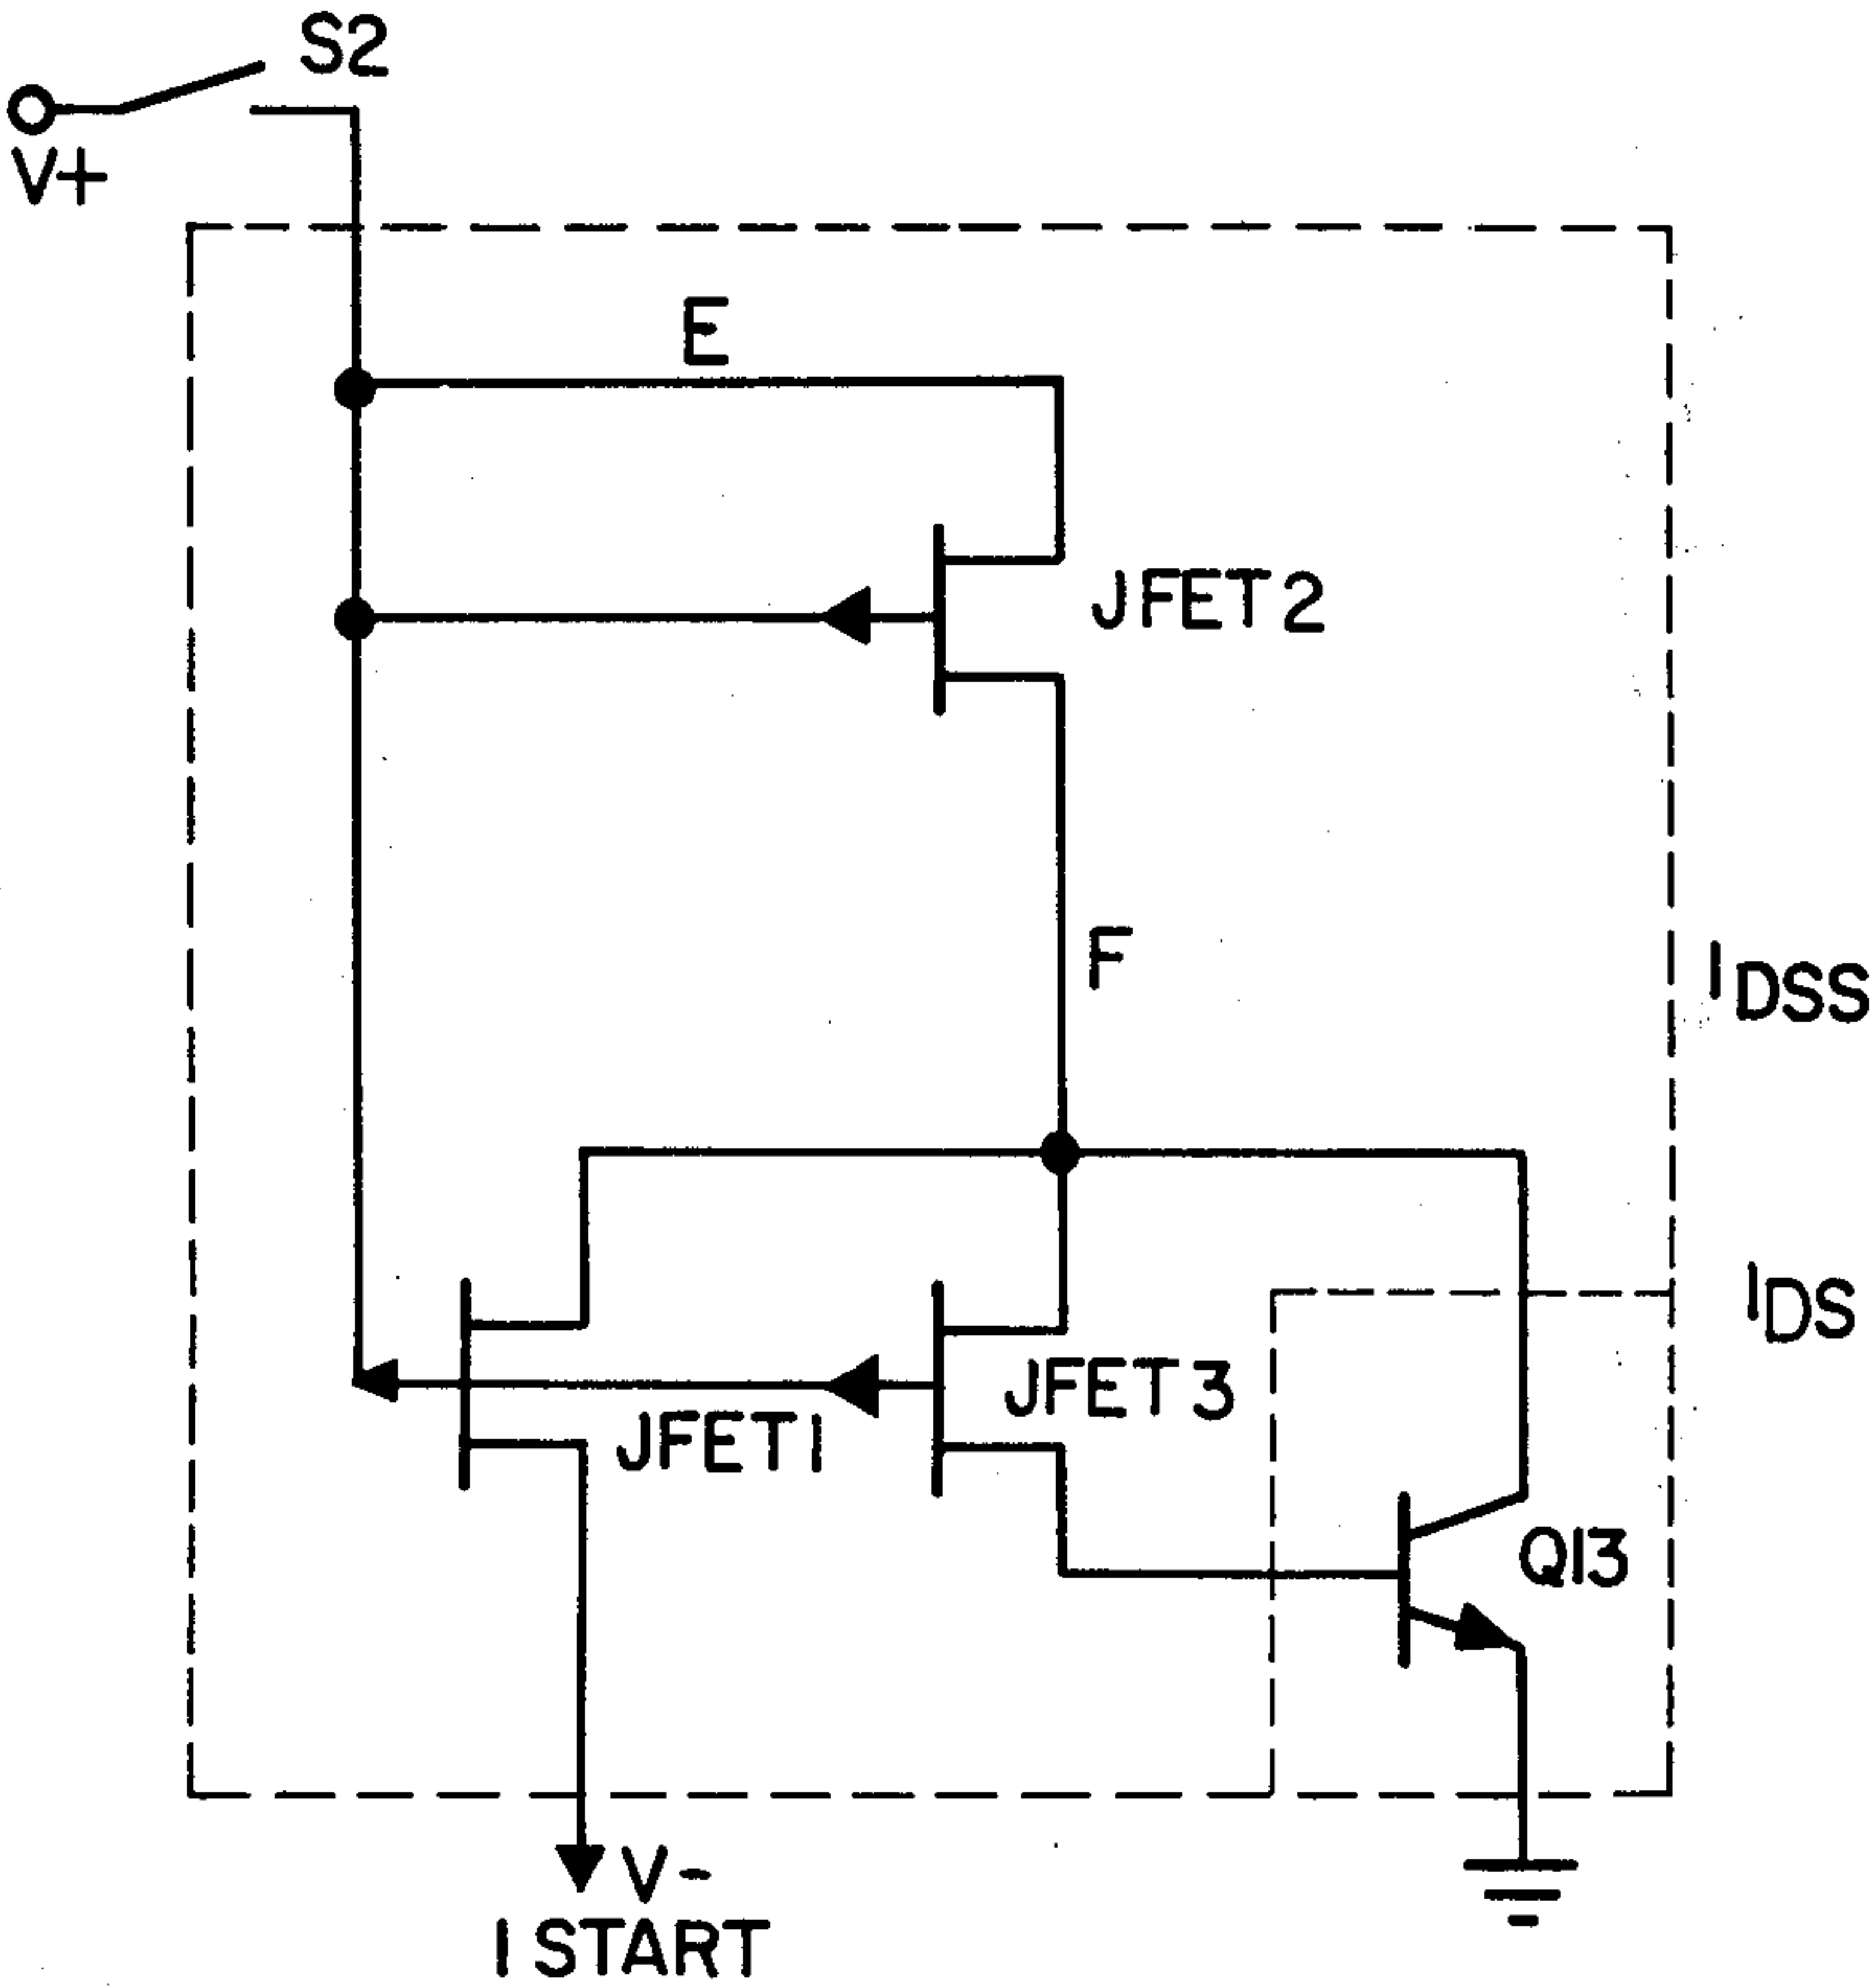 S2
V+
E
JFET2
F
IDSS
IDS
JFET3
JFET1
Q13
V-
I START